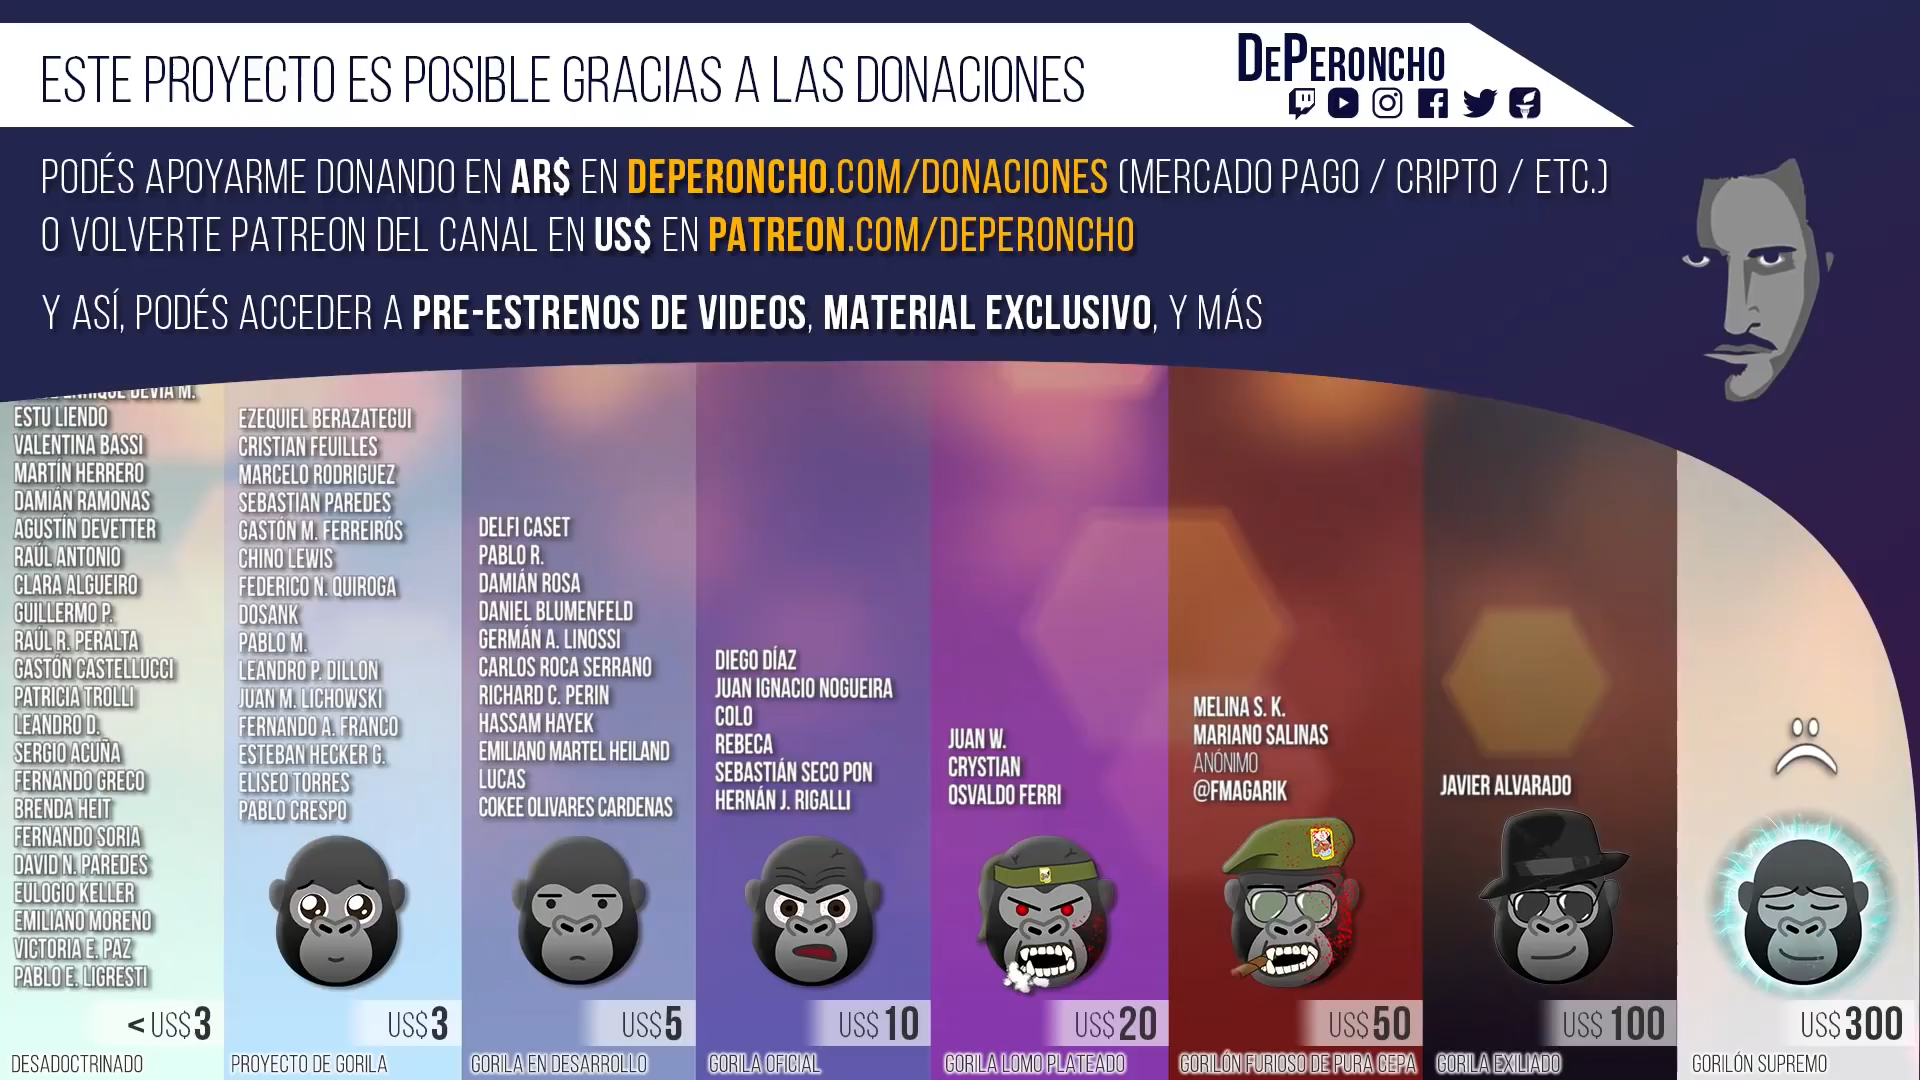 ESTE PROYECTO ES POSIBLE GRACIAS A LAS DONACIONES
DEPERONCHO
PODÉS APOYARME DONANDO EN AR$ EN DEPERONCHO.COM/DONACIONES (MERCADO PAGO / CRIPTO / ETC.)
O VOLVERTE PATREON DEL CANAL EN US$ EN PATREON.COM/DEPERONCHO
Y ASÍ, PODÉS ACCEDER A PRE-ESTRENOS DE VIDEOS, MATERIAL EXCLUSIVO, Y MÁS
ENRIQUE DEVIA M.
ESTU LIENDO
VALENTINA BASSI
MARTÍN HERRERO
DAMIÁN RAMONAS
AGUSTÍN DEVETTER
RAÚL ANTONIO
CLARA ALGUEIRO
GUILLERMO P.
RAÚL R. PERALTA
GASTÓN CASTELLUCCI
PATRICIA TROLLI
LEANDRO D.
SERGIO ACUÑA
FERNANDO GRECO
BRENDA HEIT
FERNANDO SORIA
DAVID N. PAREDES
EULOGIO KELLER
EMILIANO MORENO
VICTORIA E. PAZ
PABLO E. LIGRESTI
< US$3
DESADOCTRINADO
EZEQUIEL BERAZATEGUI
CRISTIAN FEUILLES
MARCELO RODRIGUEZ
SEBASTIAN PAREDES
GASTÓN M. FERREIRÓS
CHINO LEWIS
FEDERICO N. QUIROGA
DOSANK
PABLO M.
LEANDRO P. DILLON
JUAN M. LICHOWSKI
FERNANDO A. FRANCO
ESTEBAN HECKER G.
ELISEO TORRES
PABLO CRESPO
US$3
PROYECTO DE GORILA
DELFI CASET
PABLO R.
DAMIÁN ROSA
DANIEL BLUMENFELD
GERMÁN A. LINOSSI
CARLOS ROCA SERRANO
RICHARD C. PERIN
HASSAM HAYEK
EMILIANO MARTEL HEILAND
LUCAS
COKEE OLIVARES CARDENAS
US$5
GORILA EN DESARROLLO
DIEGO DÍAZ
JUAN IGNACIO NOGUEIRA
COLO
REBECA
SEBASTIÁN SECO PON
HERNÁN J. RIGALLI
US$10
GORILA OFICIAL
JUAN W.
CRYSTIAN
OSVALDO FERRI
US$20
GORILA LOMO PLATEADO
MELINA S. K.
MARIANO SALINAS
ANÓNIMO
@FMAGARIK
US$50
GORILÓN FURIOSO DE PURA CEPA
JAVIER ALVARADO
US$100
GORILA EXILIADO
US$300
GORILÓN SUPREMO